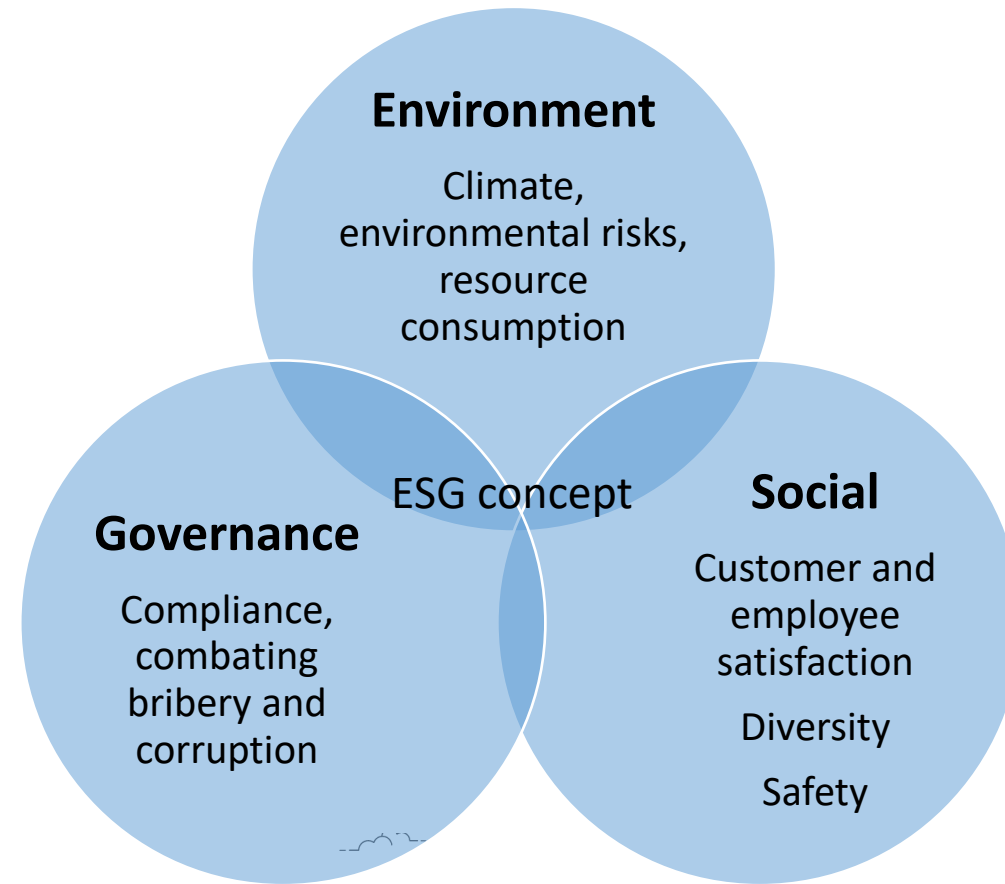 Environment
Climate,
environmental risks,
resource
consumption
ESG concept
Governance
Compliance,
combating
bribery and
corruption
Social
Customer and
employee
satisfaction
Diversity
Safety